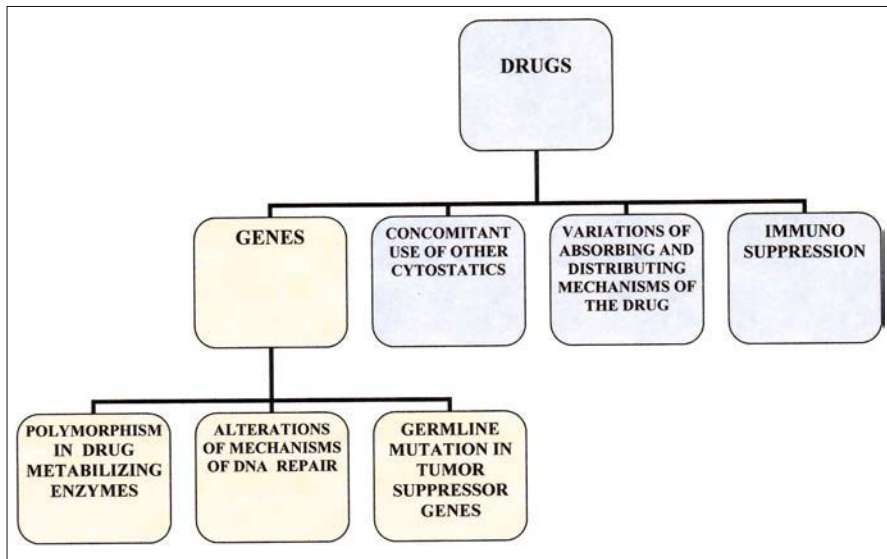 DRUGS
GENES
CONCOMITANT
USE OF OTHER
CYTOSTATICS
VARIATIONS OF
ABSORBING AND
DISTRIBUTING
MECHANISMS OF
THE DRUG
IMMUNO
SUPPRESSION
POLYMORPHISM
IN DRUG
METABILIZING
ENZYMES
ALTERATIONS
OF MECHANISMS
OF DNA REPAIR
GERMLINE
MUTATION IN
TUMOR
SUPPRESSOR
GENES